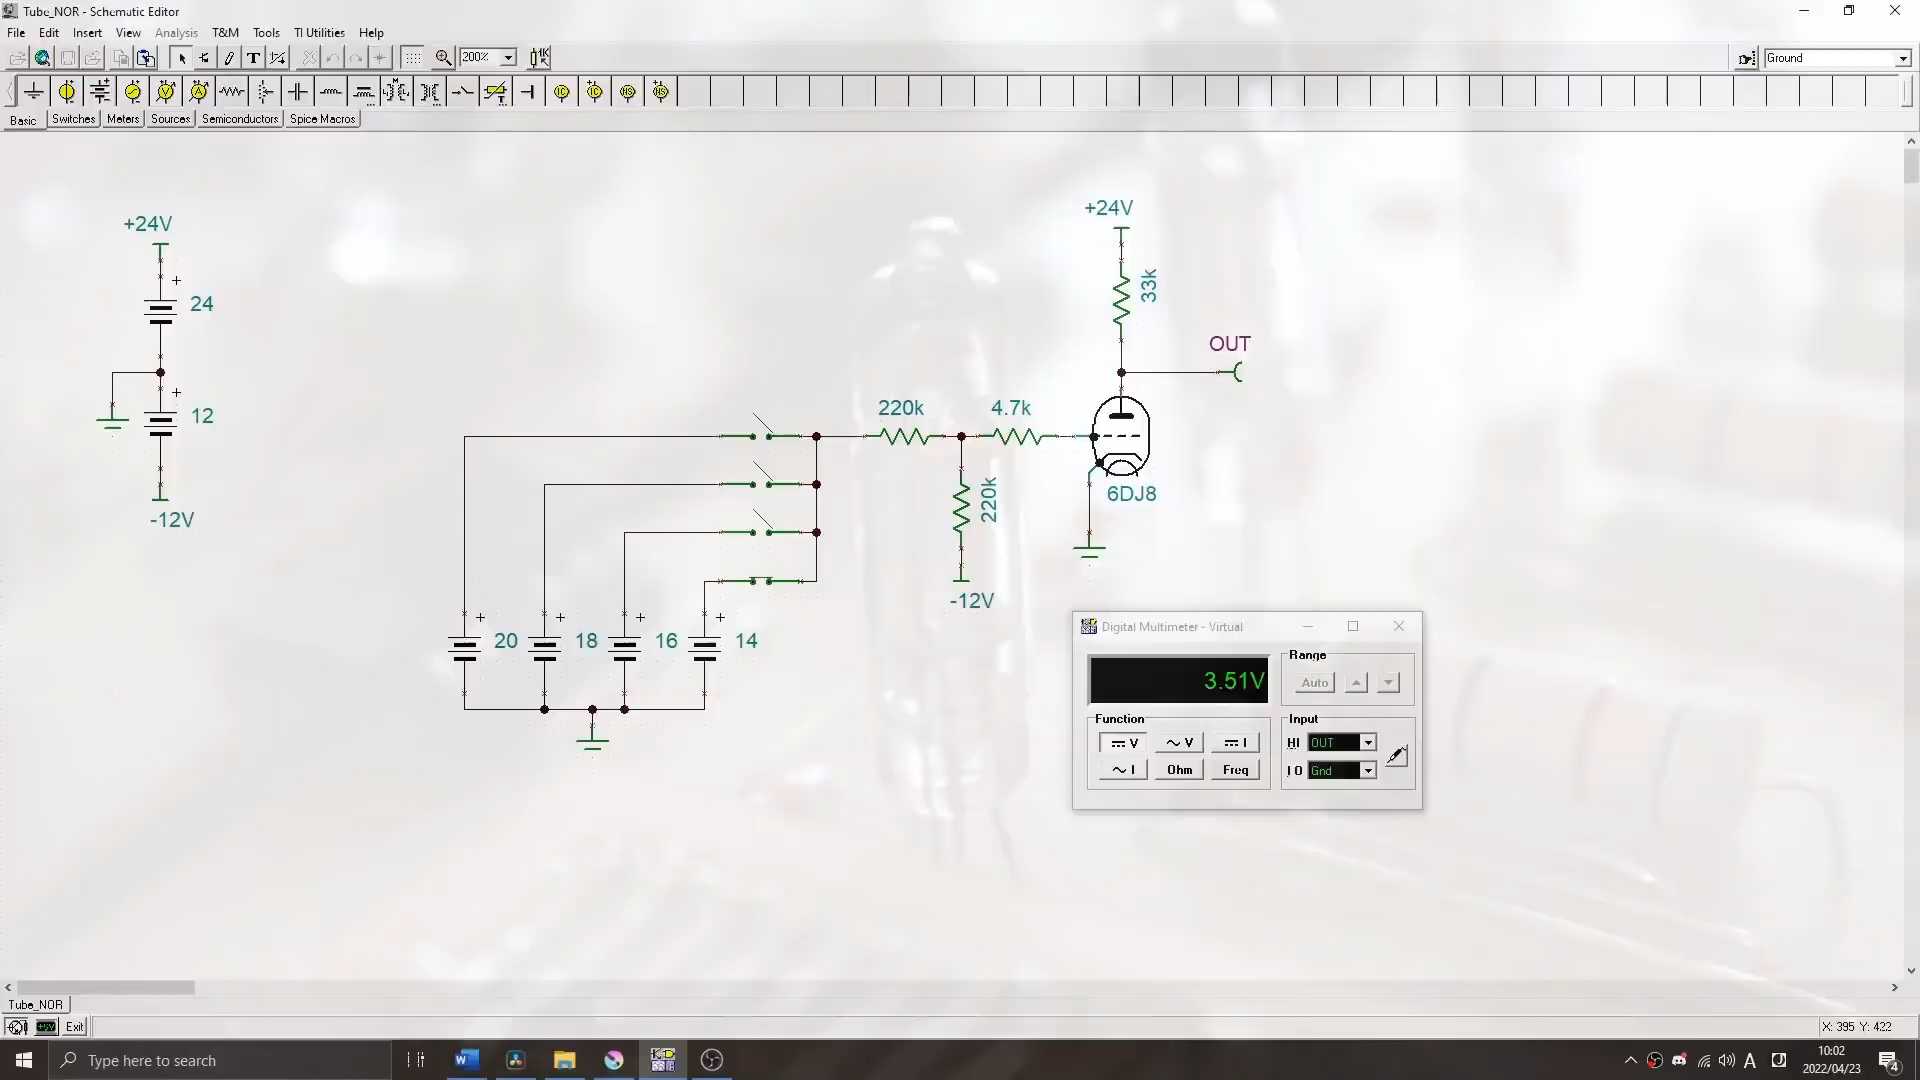 Tube_NOR - Schematic Editor
File Edit Insert View Analysis T&M Tools TI Utilities Help
200%
Ground
Basic Switches Meters Sources Semiconductors Spice Macros
+24V
24
12
-12V
+24V
33k
OUT
220k
4.7k
220k
6DJ8
-12V
20
18
16
14
Digital Multimeter - Virtual
3.51V
Range
Auto
Function
V
V
I
I
Ohm
Freq
Input
HI OUT
LO Gnd
Tube_NOR
Exit
X: 395 Y: 422
Type here to search
A
10:02
2022/04/23
4